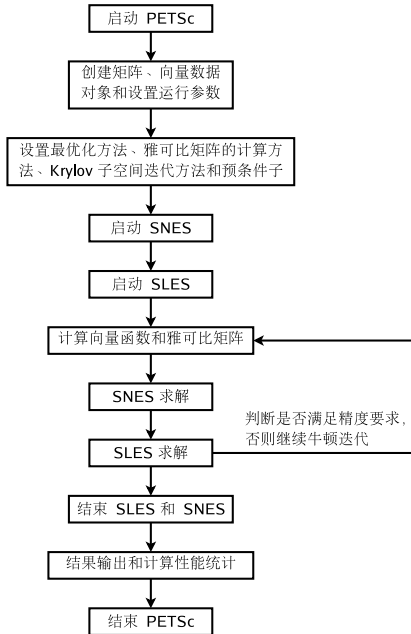 启动 PETSc
创建矩阵、向量数据
对象和设置运行参数
设置最优化方法、雅可比矩阵的计算方
法、Krylov 子空间迭代方法和预条件子
启动 SNES
启动 SLES
计算向量函数和雅可比矩阵
SNES 求解
判断是否满足精度要求,
否则继续牛顿迭代
SLES 求解
结束 SLES 和 SNES
结果输出和计算性能统计
结束 PETSc